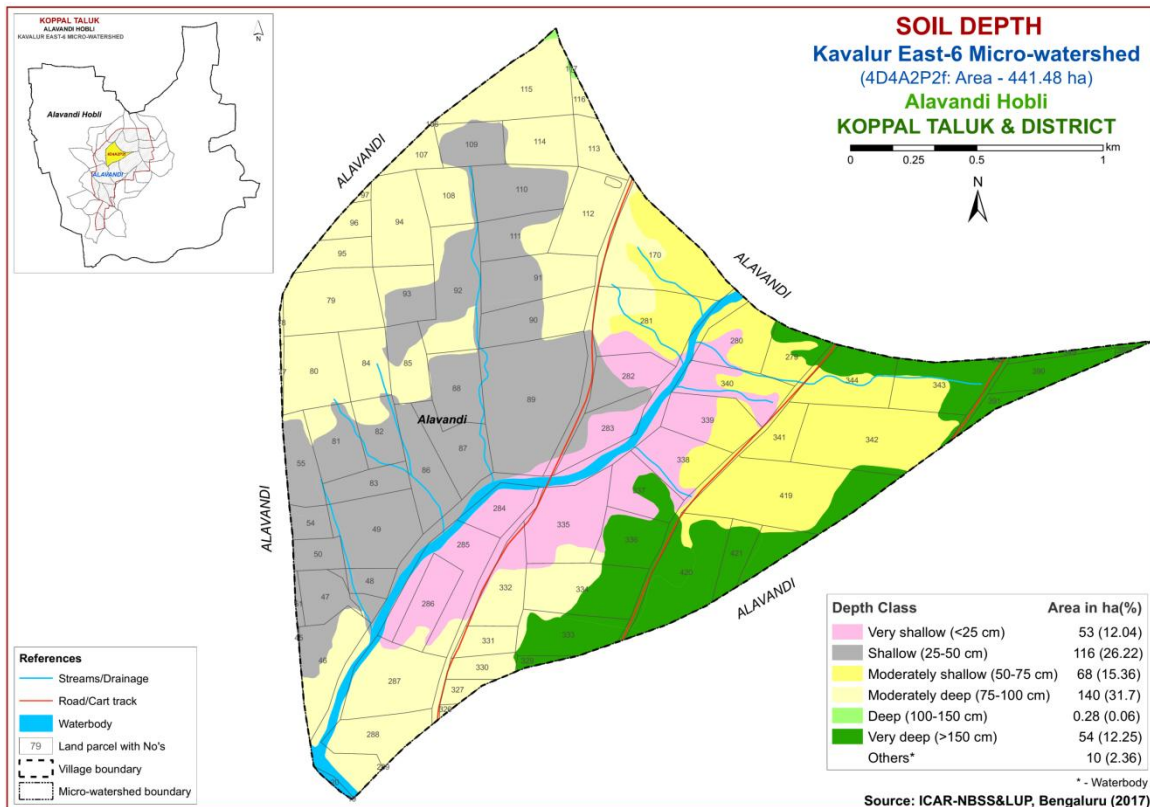 KOPPAL TALUK
ALAVANDI HOBLI
KAVALUR EAST-6 MICRO-WATERSHED
N
Alavandi Hobli
4D4A2P2f
ALAVANDI
SOIL DEPTH
Kavalur East-6 Micro-watershed
(4D4A2P2f: Area - 441.48 ha)
Alavandi Hobli
KOPPAL TALUK & DISTRICT
km
0 0.25 0.5 1
N
115
116
109
107
114
113
ALAVANDI
97
108
110
94
112
96
111
95
170
ALAVANDI
91
93
92
79
90
281
280
279
85
84
80
282
340
344
343
290
88
89
Alavandi
283
339
341
342
81
82
87
338
55
86
83
419
284
54
49
335
285
336
421
50
420
48
332
334
47
286
ALAVANDI
331
333
ALAVANDI
46
330
287
327
288
References
Streams/Drainage
Road/Cart track
Waterbody
79 Land parcel with No's
Village boundary
Micro-watershed boundary
Depth Class Area in ha(%)
Very shallow (<25 cm) 53 (12.04)
Shallow (25-50 cm) 116 (26.22)
Moderately shallow (50-75 cm) 68 (15.36)
Moderately deep (75-100 cm) 140 (31.7)
Deep (100-150 cm) 0.28 (0.06)
Very deep (>150 cm) 54 (12.25)
Others* 10 (2.36)
* - Waterbody
Source: ICAR-NBSS&LUP, Bengaluru (2017)